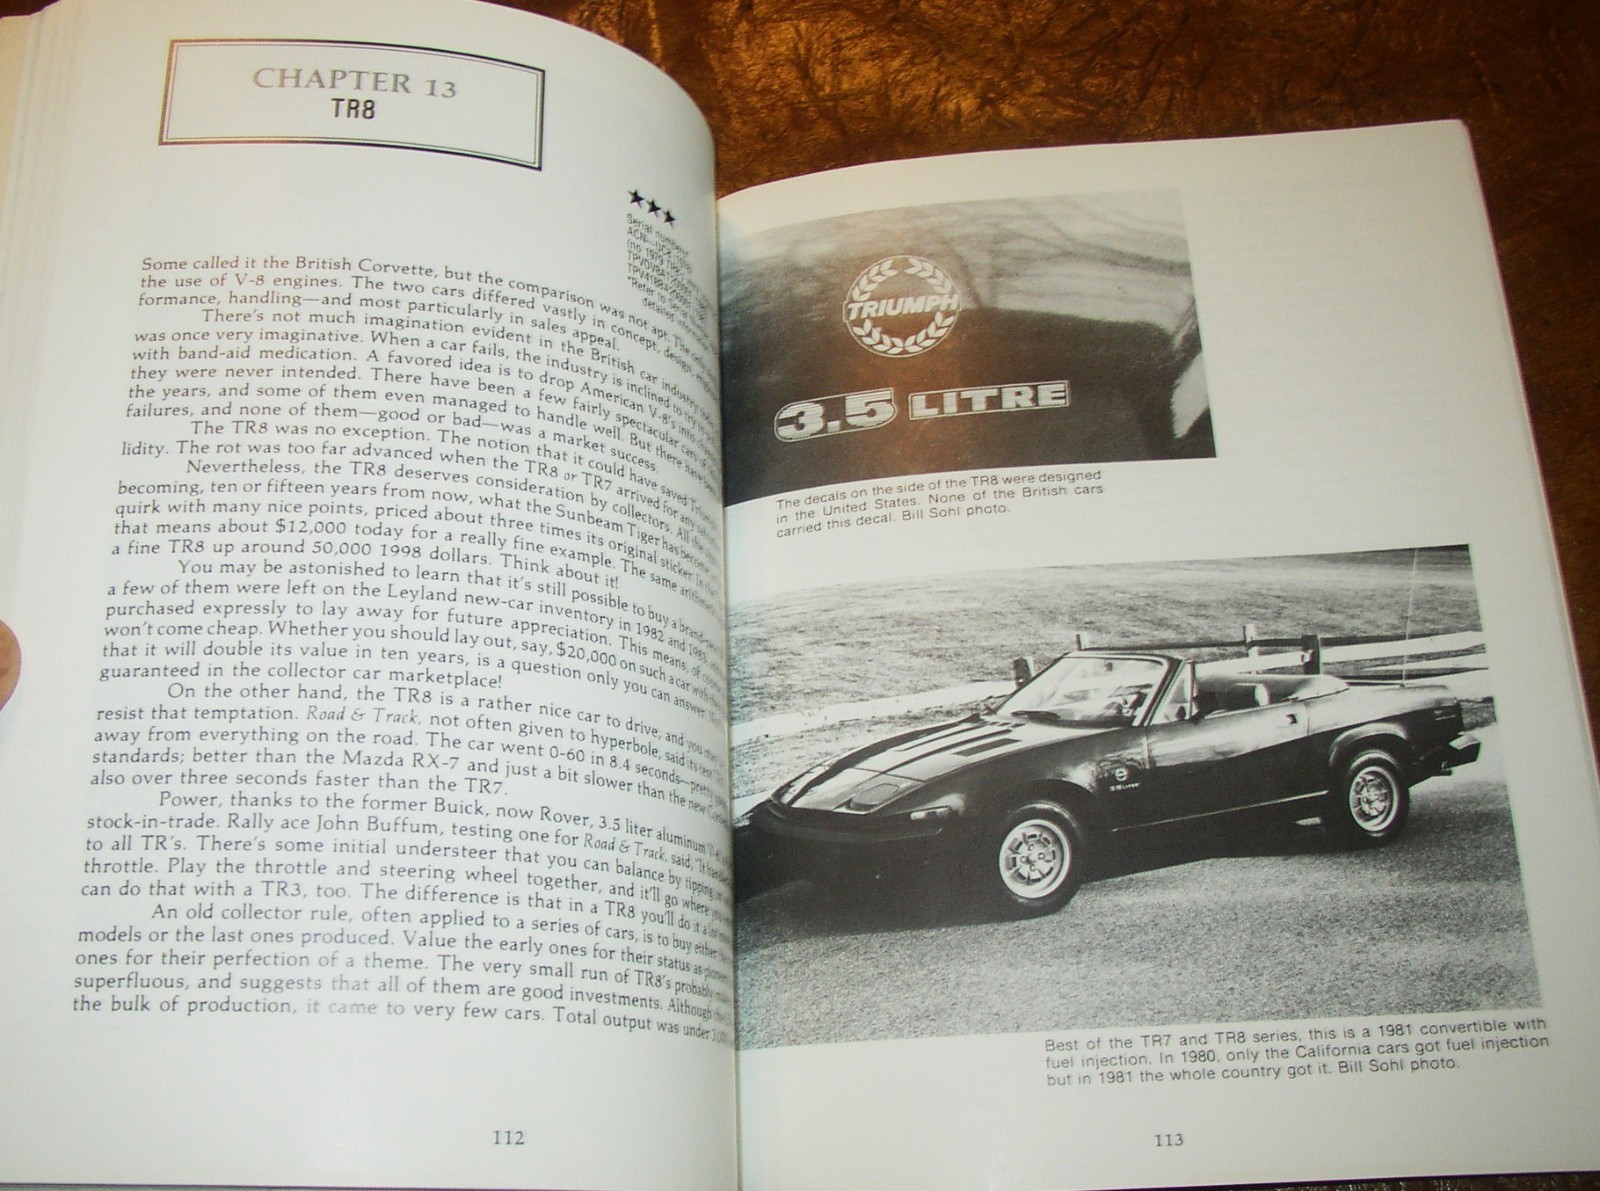 CHAPTER 13
TR8
★★★
Serial numbers*
Some called it the British Corvette, but the comparison was not apt. The only
the use of V-8 engines. The two cars differed vastly in concept, design,
formance, handling—and most particularly in sales appeal.
There's not much imagination evident in the British car industry
was once very imaginative. When a car fails, the industry is inclined to try to
with band-aid medication. A favored idea is to drop American V-8's into
they were never intended. There have been a few fairly spectacular cars
the years, and some of them even managed to handle well. But there have been
failures, and none of them—good or bad—was a market success.
The TR8 was no exception. The notion that it could have saved Triumph
lidity. The rot was too far advanced when the TR8 or TR7 arrived for any
Nevertheless, the TR8 deserves consideration by collectors. All the
becoming, ten or fifteen years from now, what the Sunbeam Tiger has become
quirk with many nice points, priced about three times its original sticker.
that means about $12,000 today for a really fine example. The same arithmetic
a fine TR8 up around 50,000 1998 dollars. Think about it!
You may be astonished to learn that it's still possible to buy a
a few of them were left on the Leyland new-car inventory in 1982 and 1983,
purchased expressly to lay away for future appreciation. This means, of
won't come cheap. Whether you should lay out, say, $20,000 on such a car with the
that it will double its value in ten years, is a question only you can answer.
guaranteed in the collector car marketplace!
On the other hand, the TR8 is a rather nice car to drive, and you
resist that temptation. Road & Track, not often given to hyperbole, said its test
away from everything on the road. The car went 0-60 in 8.4 seconds—pretty
standards; better than the Mazda RX-7 and just a bit slower than the new
also over three seconds faster than the TR7.
Power, thanks to the former Buick, now Rover, 3.5 liter aluminum
stock-in-trade. Rally ace John Buffum, testing one for Road & Track, said, "It
to all TR's. There's some initial understeer that you can balance by tipping
throttle. Play the throttle and steering wheel together, and it'll go where you
can do that with a TR3, too. The difference is that in a TR8 you'll do it a lot
An old collector rule, often applied to a series of cars, is to buy either the
models or the last ones produced. Value the early ones for their status as
ones for their perfection of a theme. The very small run of TR8's probably
superfluous, and suggests that all of them are good investments. Although
the bulk of production, it came to very few cars. Total output was under
112
TRIUMPH
3.5 LITRE
The decals on the side of the TR8 were designed
in the United States. None of the British cars
carried this decal. Bill Sohl photo.
Best of the TR7 and TR8 series, this is a 1981 convertible with
fuel injection. In 1980, only the California cars got fuel injection
but in 1981 the whole country got it. Bill Sohl photo.
113